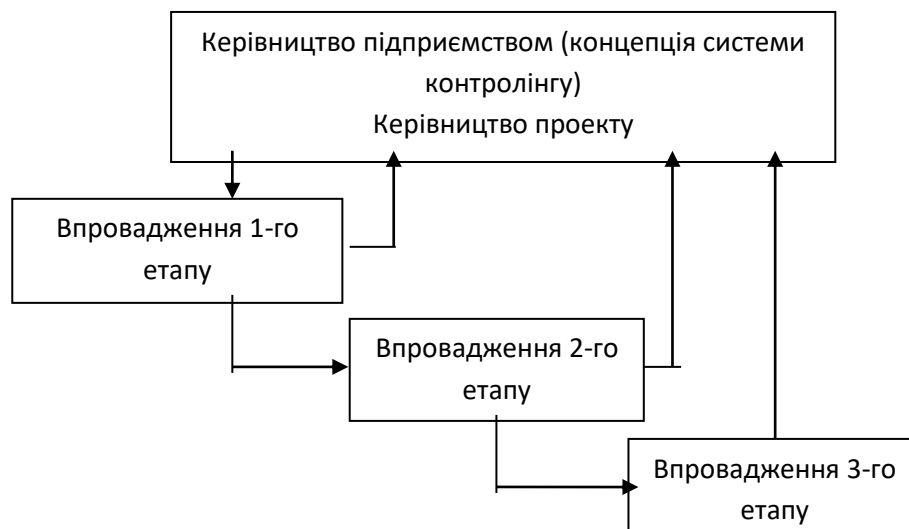 Керівництво підприємством (концепція системи
контролінгу)
Керівництво проекту
Впровадження 1-го
етапу
Впровадження 2-го
етапу
Впровадження 3-го
етапу